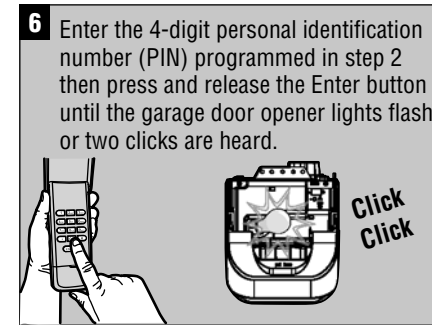 6
Enter the 4-digit personal identification
number (PIN) programmed in step 2
then press and release the Enter button
until the garage door opener lights flash
or two clicks are heard.
Click
Click